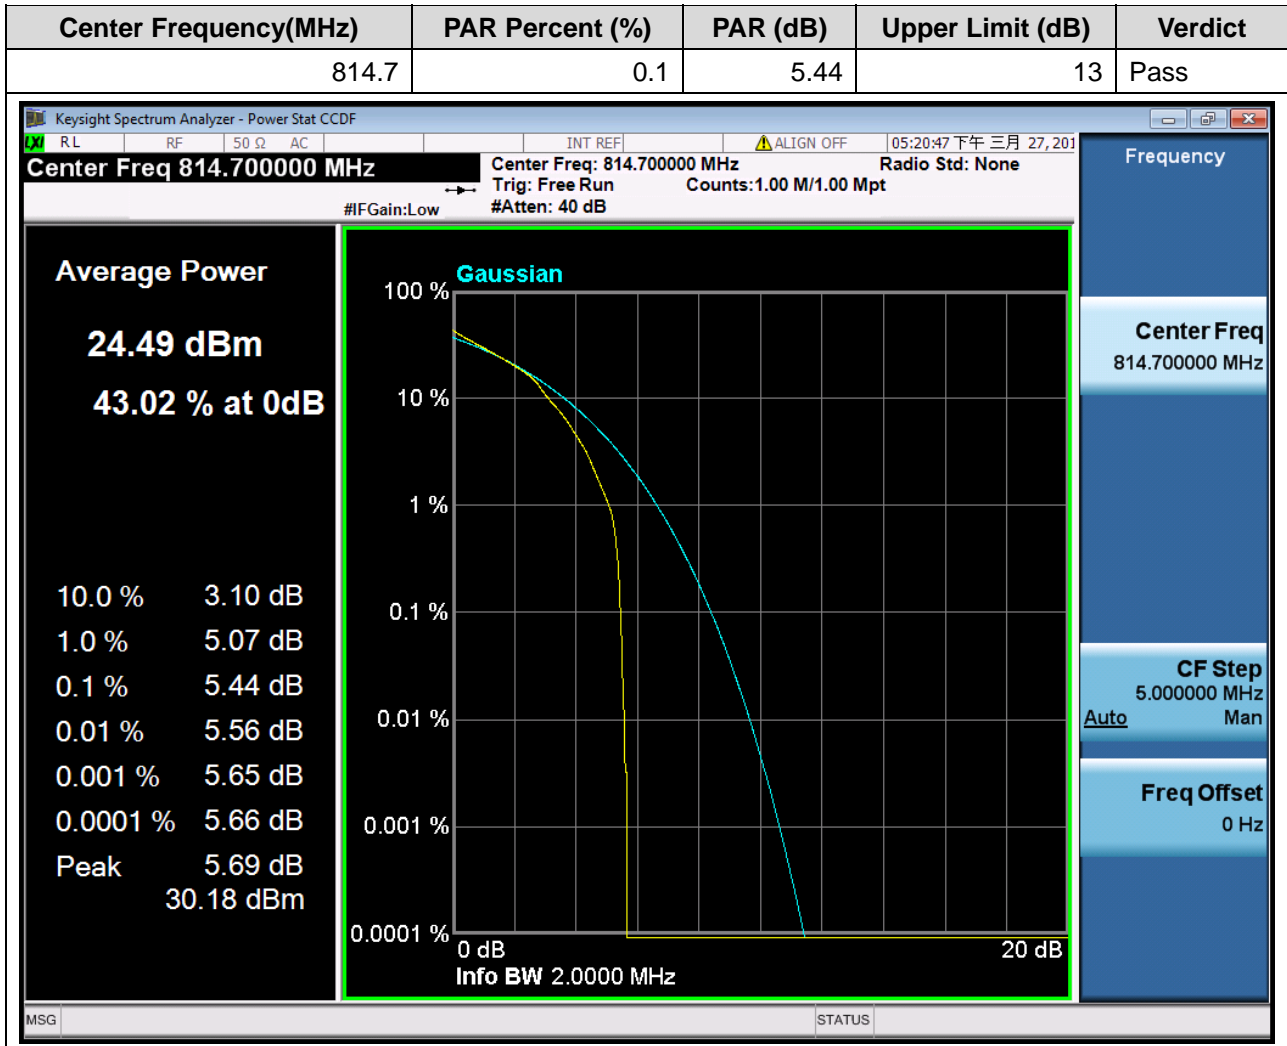 Center Frequency(MHz) PAR Percent (%) PAR (dB) Upper Limit (dB) Verdict
814.7 0.1 5.44 13 Pass
Keysight Spectrum Analyzer - Power Stat CCDF
LXI RL RF 50 Ω AC INT REF ALIGN OFF 05:20:47 下午 三月 27, 201
Center Freq 814.700000 MHz
Center Freq: 814.700000 MHz Radio Std: None
Trig: Free Run Counts:1.00 M/1.00 Mpt
#IFGain:Low #Atten: 40 dB
Average Power
24.49 dBm
43.02 % at 0dB
10.0 % 3.10 dB
1.0 % 5.07 dB
0.1 % 5.44 dB
0.01 % 5.56 dB
0.001 % 5.65 dB
0.0001 % 5.66 dB
Peak 5.69 dB
30.18 dBm
Gaussian
100 %
10 %
1 %
0.1 %
0.01 %
0.001 %
0.0001 %
0 dB 20 dB
Info BW 2.0000 MHz
Frequency
Center Freq
814.700000 MHz
CF Step
5.000000 MHz
Auto Man
Freq Offset
0 Hz
MSG STATUS